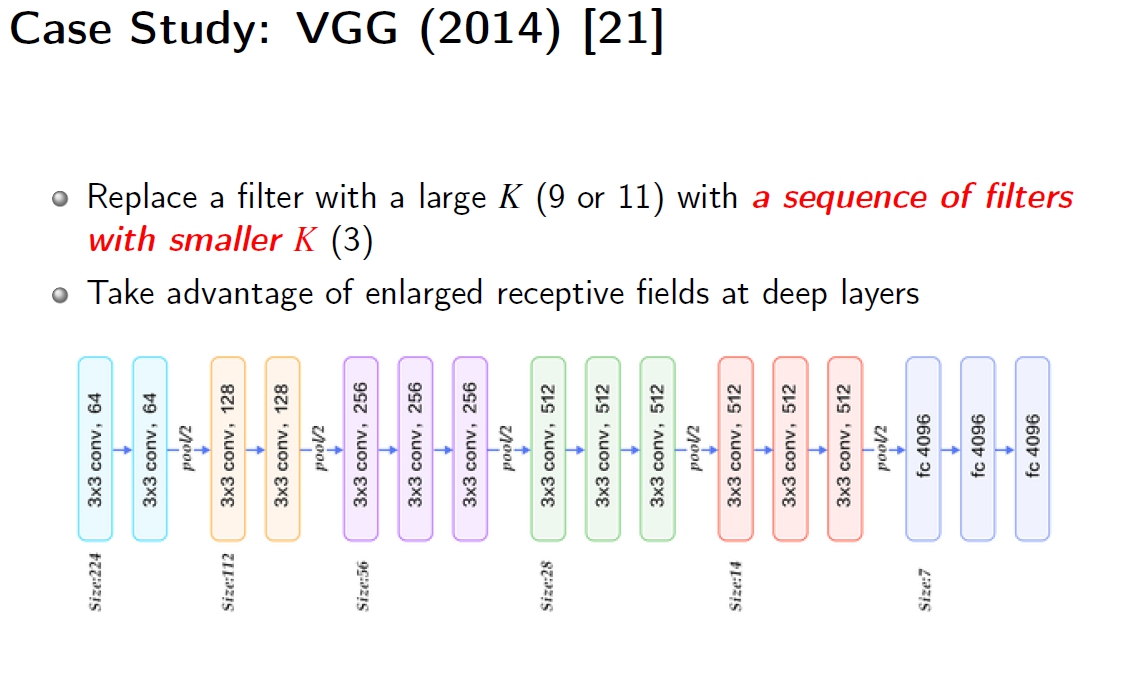 Case Study: VGG (2014) [21]
Replace a filter with a large K (9 or 11) with a sequence of filters
with smaller K (3)
Take advantage of enlarged receptive fields at deep layers
3x3 conv, 64
3x3 conv, 64
pool/2
3x3 conv, 128
3x3 conv, 128
pool/2
3x3 conv, 256
3x3 conv, 256
3x3 conv, 256
pool/2
3x3 conv, 512
3x3 conv, 512
3x3 conv, 512
pool/2
3x3 conv, 512
3x3 conv, 512
3x3 conv, 512
pool/2
fc 4096
fc 4096
fc 4096
Size:224
Size:112
Size:56
Size:28
Size:14
Size:7